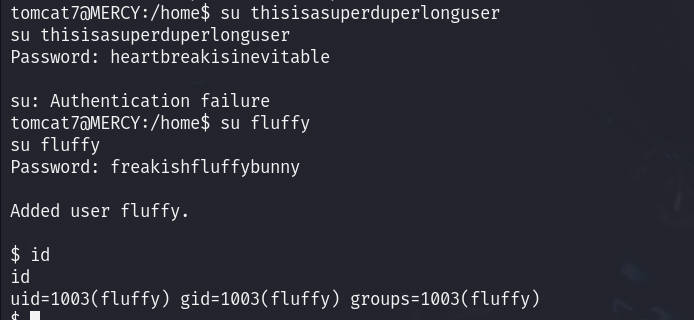 tomcat7@MERCY:/home$ su thisisasuperduperlonguser
su thisisasuperduperlonguser
Password: heartbreakisinevitable
su: Authentication failure
tomcat7@MERCY:/home$ su fluffy
su fluffy
Password: freakishfluffybunny
Added user fluffy.
$ id
id
uid=1003(fluffy) gid=1003(fluffy) groups=1003(fluffy)
$